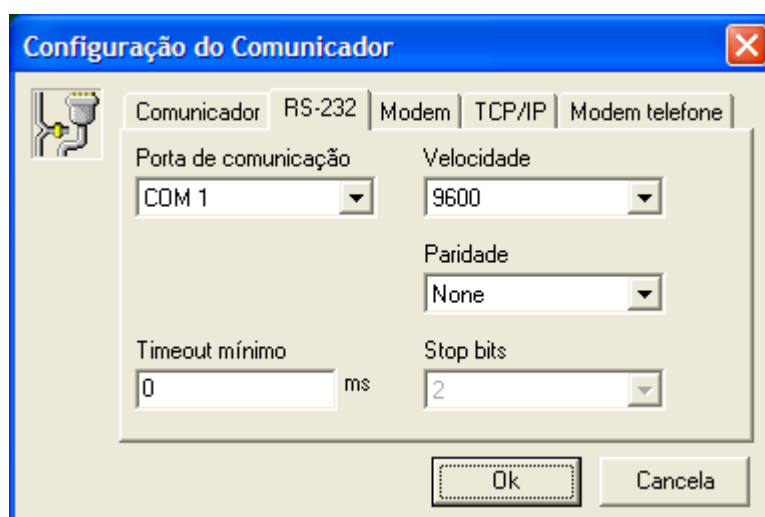 Configuração do Comunicador
Comunicador RS-232 Modem TCP/IP Modem telefone
Porta de comunicação Velocidade
COM 1 9600
Paridade
None
Timeout mínimo Stop bits
0 ms 2
Ok Cancela